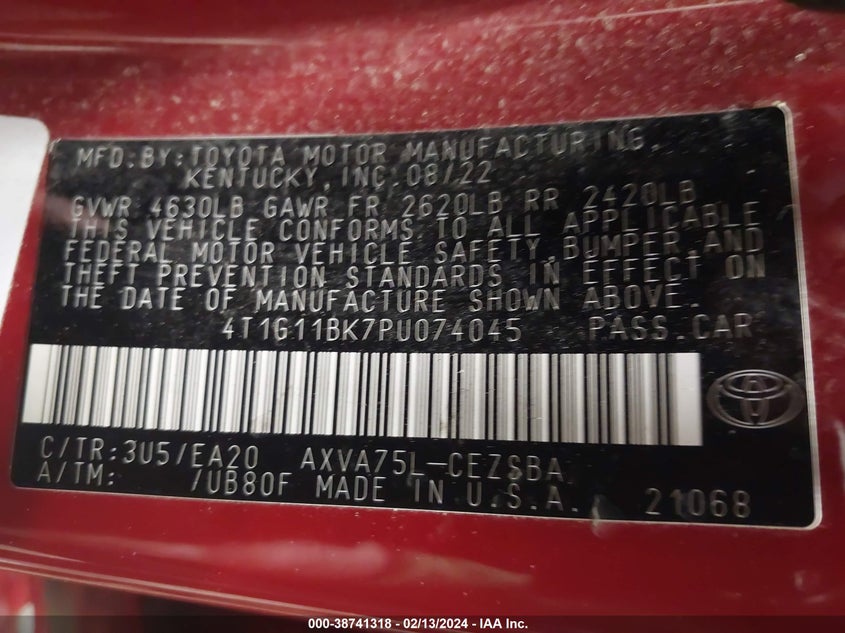 MFD. BY: TOYOTA MOTOR MANUFACTURING,
KENTUCKY, INC. 08/22
GVWR 4630LB GAWR FR 2620LB RR 2420LB
THIS VEHICLE CONFORMS TO ALL APPLICABLE
FEDERAL MOTOR VEHICLE SAFETY, BUMPER, AND
THEFT PREVENTION STANDARDS IN EFFECT ON
THE DATE OF MANUFACTURE SHOWN ABOVE.
4T1G11BK7PU074045 PASS. CAR
C/TR: 3U5/EA20 AXVA75L-CEZSBA
A/TM: /UB80F MADE IN U.S.A. 21068
000-38741318 - 02/13/2024 - IAA Inc.